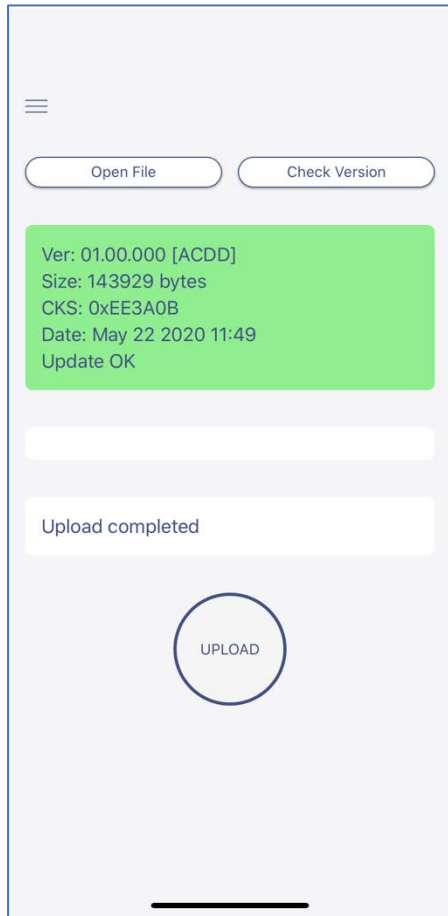 Open File
Check Version
Ver: 01.00.000 [ACDD]
Size: 143929 bytes
CKS: 0xEE3A0B
Date: May 22 2020 11:49
Update OK
Upload completed
UPLOAD